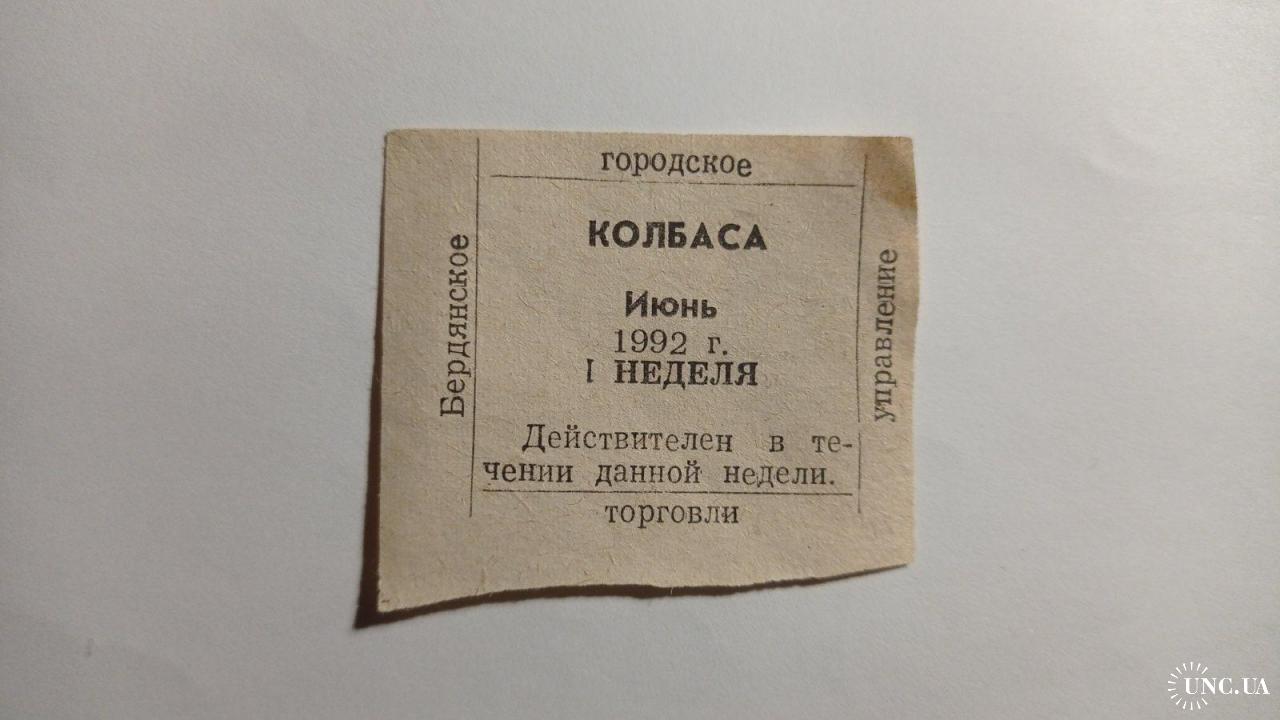 городское
Бердянское
КОЛБАСА
Июнь
1992 г.
I НЕДЕЛЯ
Действителен в те-
чении данной недели.
управление
торговли
UNC.UA